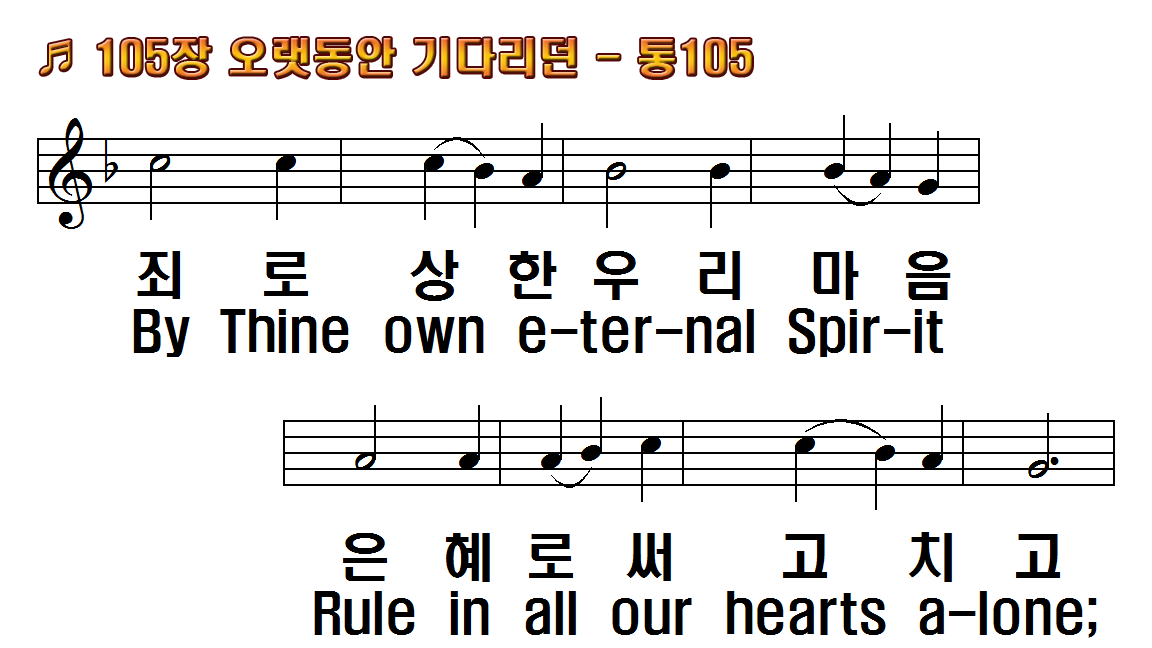 ♬ 105장 오랫동안 기다리던 - 통105
죄 로 상 한 우 리 마 음
By Thine own e-ter-nal Spir-it
은 혜 로 써 고 치 고
Rule in all our hearts a-lone;